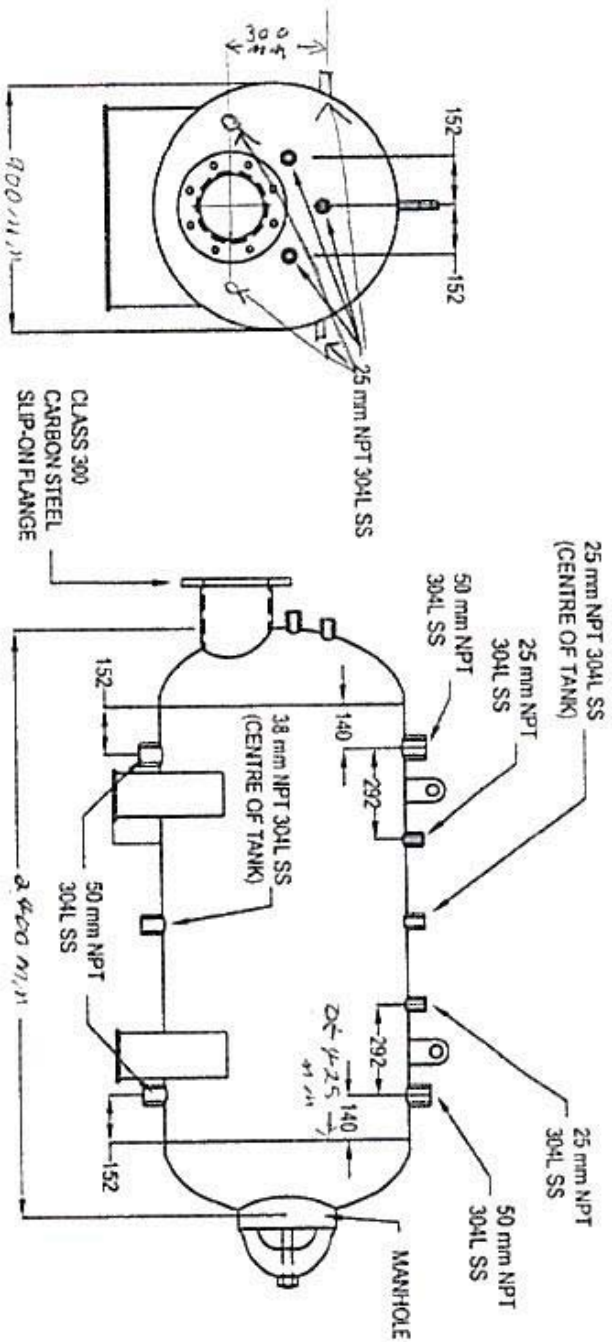 300
152
152
900 m.m
25 mm NPT 304L SS
CLASS 300
CARBON STEEL
SLIP-ON FLANGE
25 mm NPT 304L SS
(CENTRE OF TANK)
50 mm NPT
304L SS
25 mm NPT
304L SS
152
140
292
38 mm NPT 304L SS
(CENTRE OF TANK)
50 mm NPT
304L SS
2400 m.m
292
140
152
25 mm NPT
304L SS
50 mm NPT
304L SS
MANHOLE